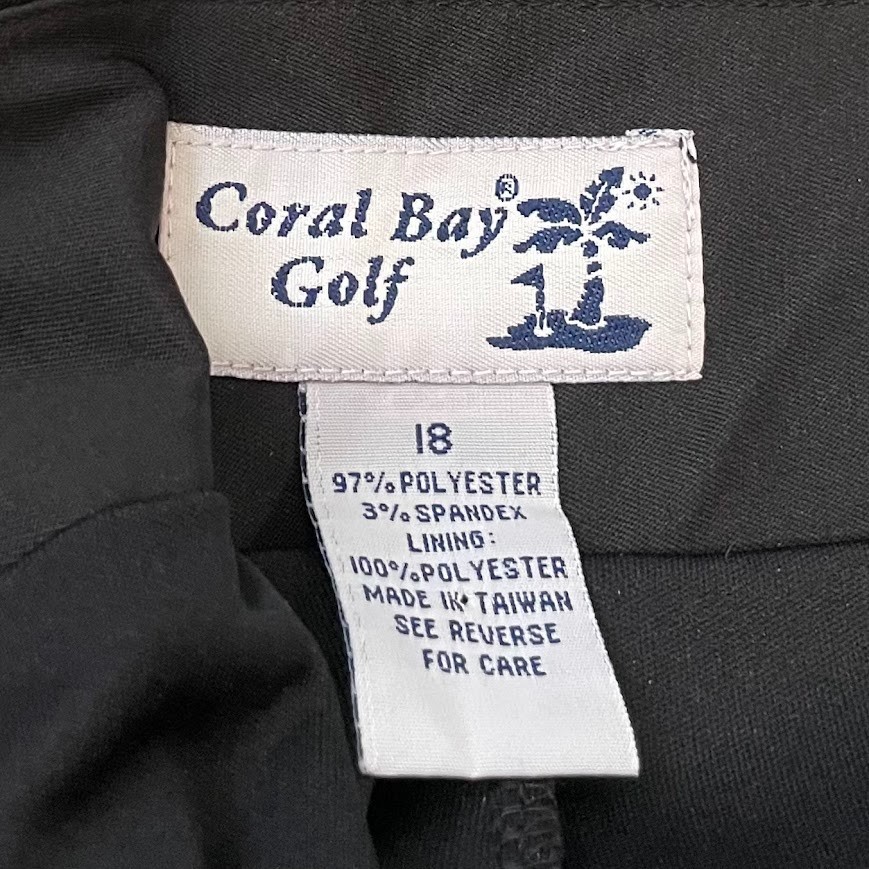 Coral Bay®
Golf
18
97% POLYESTER
3% SPANDEX
LINING:
100% POLYESTER
MADE IN TAIWAN
SEE REVERSE
FOR CARE